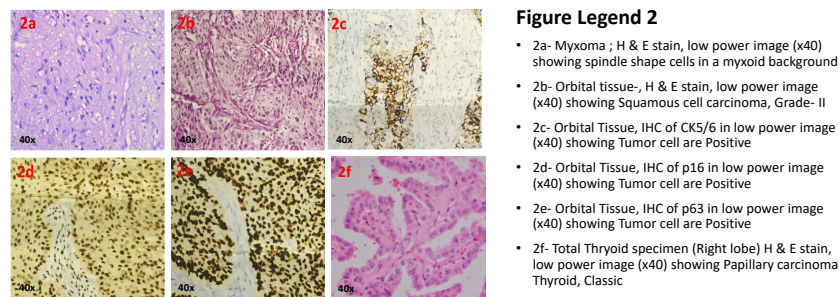 2a
40x
2b
40x
2c
40x
2d
40x
2e
40x
2f
40x
Figure Legend 2
• 2a- Myxoma ; H & E stain, low power image (x40)
showing spindle shape cells in a myxoid background
• 2b- Orbital tissue-, H & E stain, low power image
(x40) showing Squamous cell carcinoma, Grade- II
• 2c- Orbital Tissue, IHC of CK5/6 in low power image
(x40) showing Tumor cell are Positive
• 2d- Orbital Tissue, IHC of p16 in low power image
(x40) showing Tumor cell are Positive
• 2e- Orbital Tissue, IHC of p63 in low power image
(x40) showing Tumor cell are Positive
• 2f- Total Thryoid specimen (Right lobe) H & E stain,
low power image (x40) showing Papillary carcinoma
Thyroid, Classic